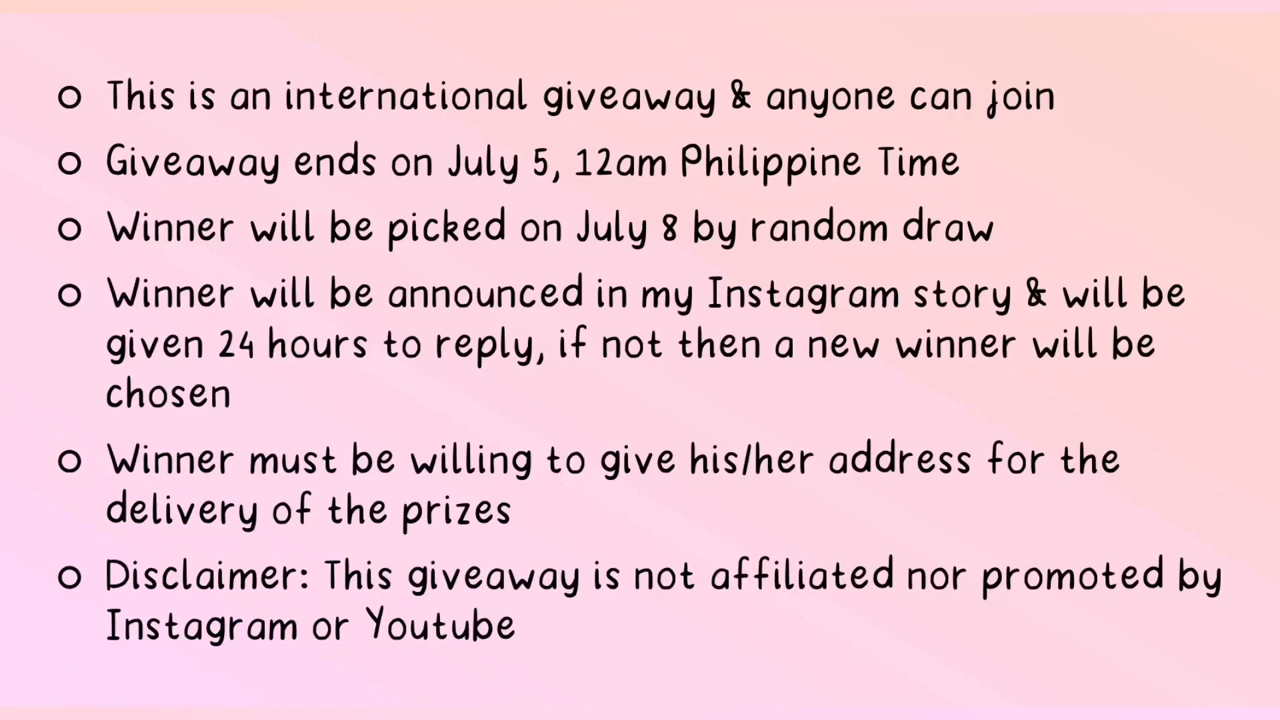 ○ This is an international giveaway & anyone can join
○ Giveaway ends on July 5, 12am Philippine Time
○ Winner will be picked on July 8 by random draw
○ Winner will be announced in my Instagram story & will be
given 24 hours to reply, if not then a new winner will be
chosen
○ Winner must be willing to give his/her address for the
delivery of the prizes
○ Disclaimer: This giveaway is not affiliated nor promoted by
Instagram or Youtube